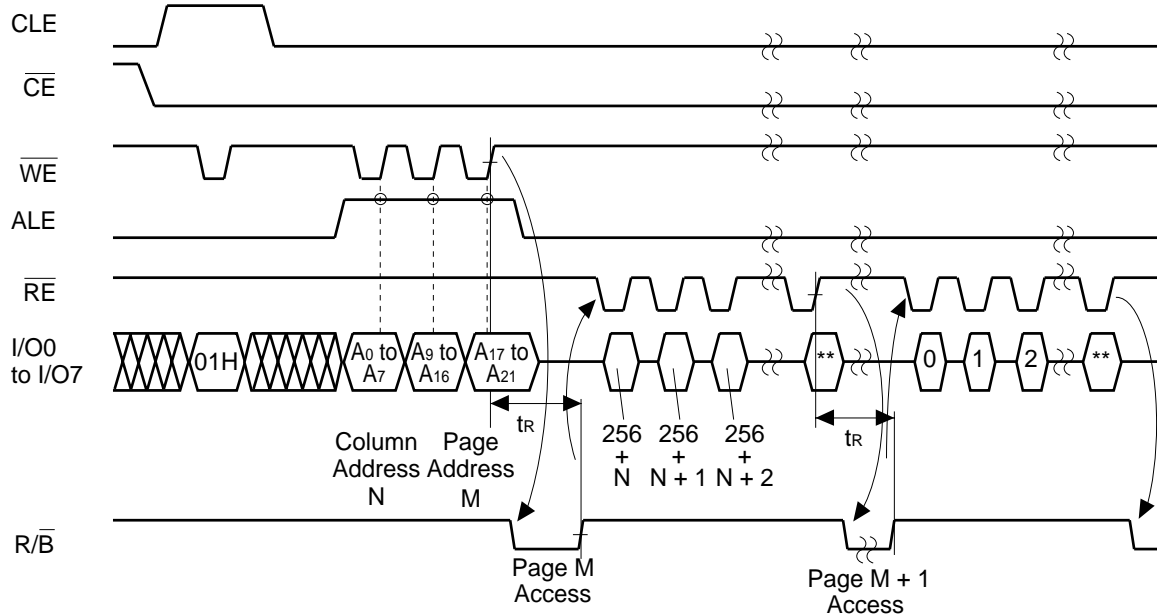 CLE
CE
WE
ALE
RE
I/O0
to I/O7
01H
A0 to
A7
A9 to
A16
A17 to
A21
**
0
1
2
**
tR
tR
256
+
N
256
+
N + 1
256
+
N + 2
Column
Address
N
Page
Address
M
R/B
Page M
Access
Page M + 1
Access